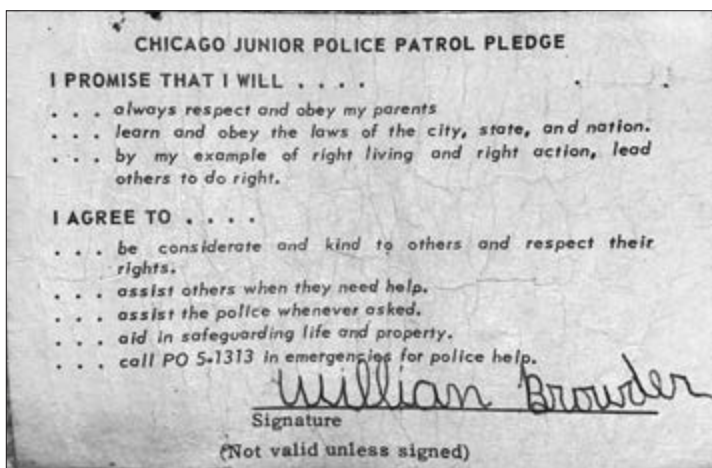 CHICAGO JUNIOR POLICE PATROL PLEDGE
I PROMISE THAT I WILL . . . .
. . . always respect and obey my parents
. . . learn and obey the laws of the city, state, and nation.
. . . by my example of right living and right action, lead
others to do right.
I AGREE TO . . . .
. . . be considerate and kind to others and respect their
rights.
. . . assist others when they need help.
. . . assist the police whenever asked.
. . . aid in safeguarding life and property.
. . . call PO 5-1313 in emergencies for police help.
Willian Browder
Signature
(Not valid unless signed)